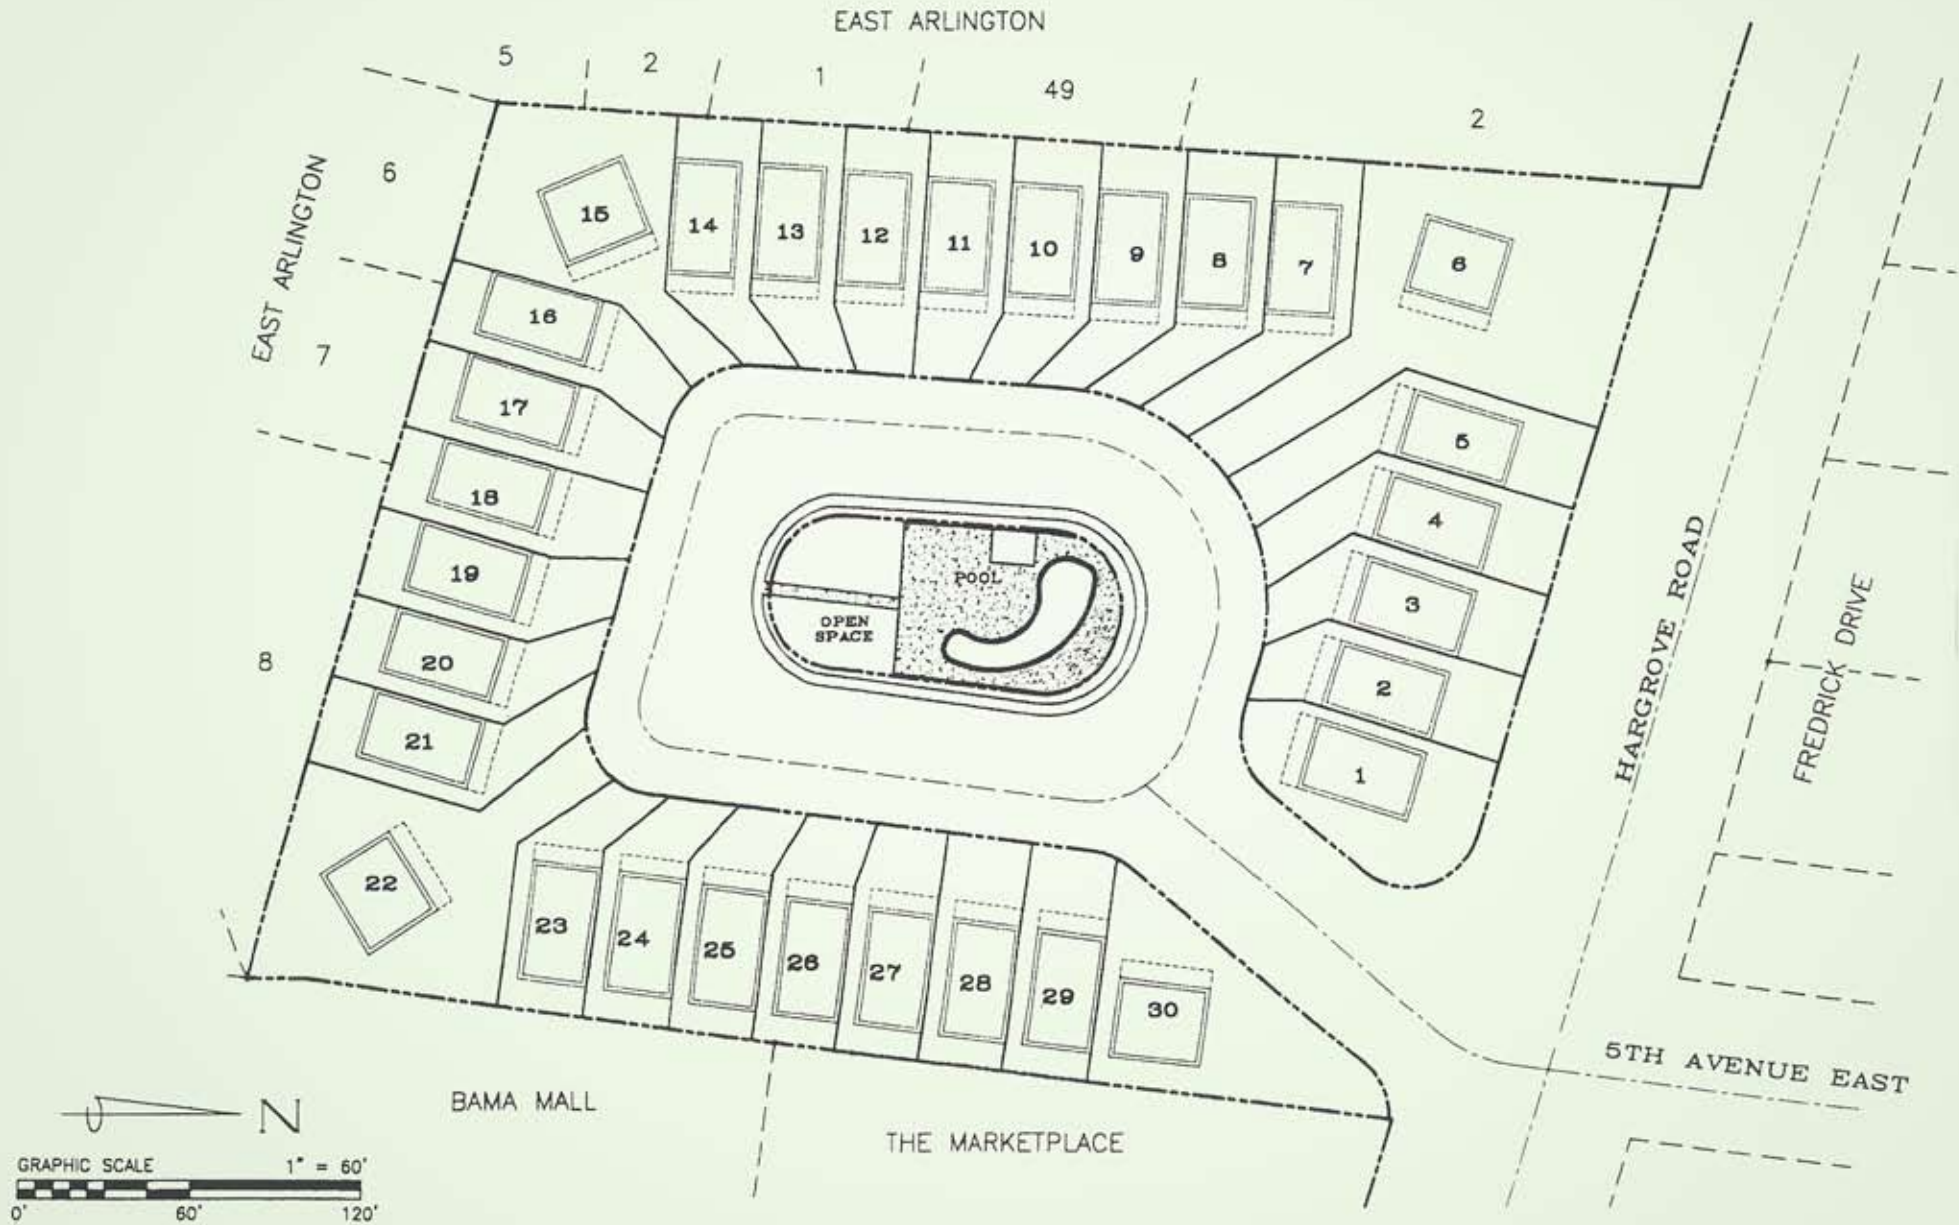 EAST ARLINGTON
5
2
1
49
2
6
EAST ARLINGTON
7
8
15
14
13
12
11
10
9
8
7
6
16
17
18
19
20
21
22
5
4
3
2
1
POOL
OPEN
SPACE
23
24
25
26
27
28
29
30
HARGROVE ROAD
FREDRICK DRIVE
5TH AVENUE EAST
BAMA MALL
THE MARKETPLACE
N
GRAPHIC SCALE 1" = 60'
0' 60' 120'